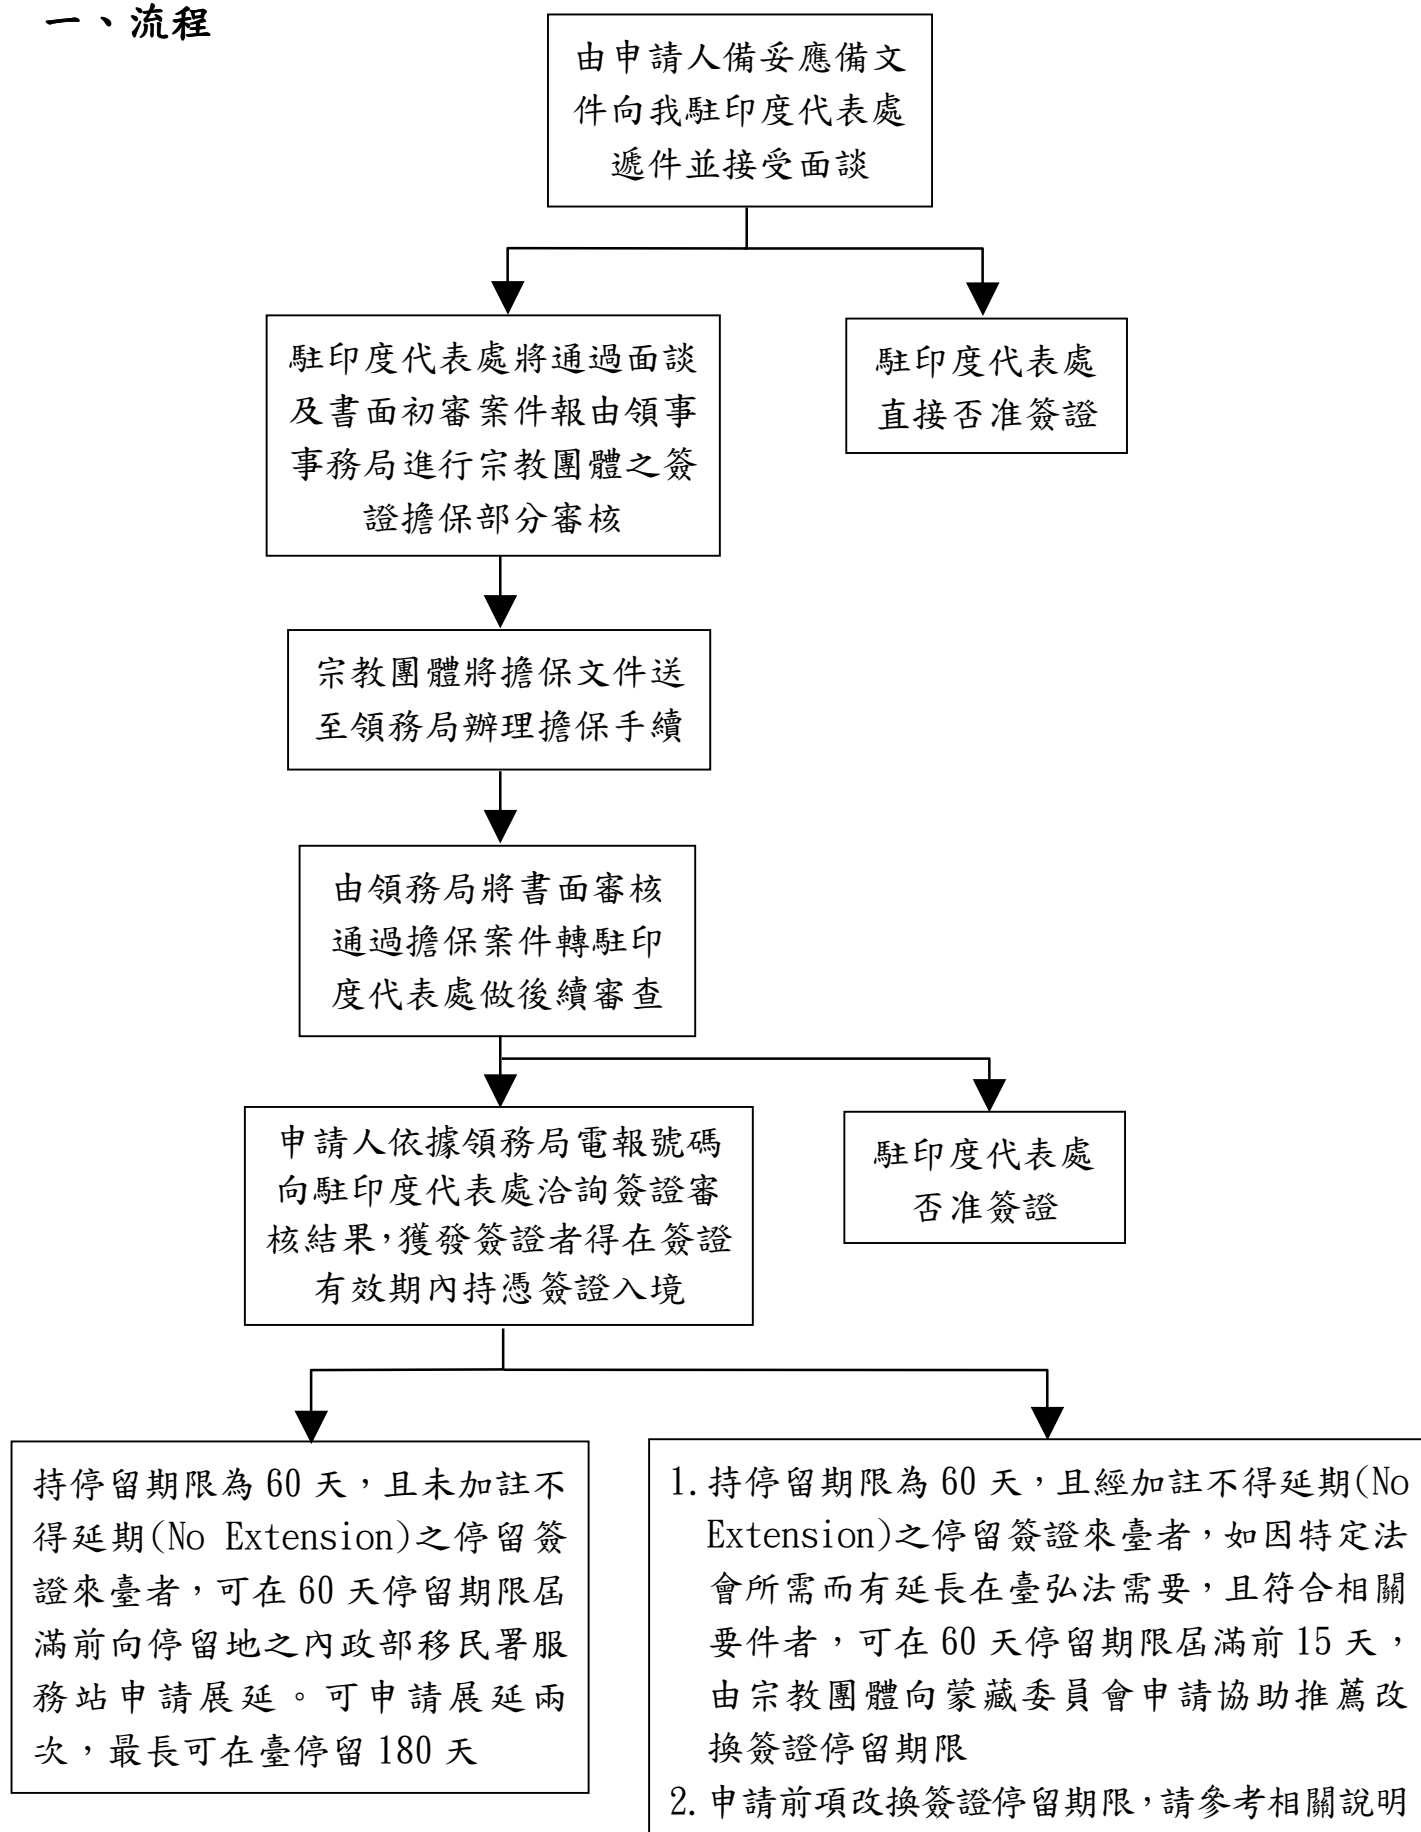 一、流程
由申請人備妥應備文
件向我駐印度代表處
遞件並接受面談
駐印度代表處將通過面談
及書面初審案件報由領事
事務局進行宗教團體之簽
證擔保部分審核
駐印度代表處
直接否准簽證
宗教團體將擔保文件送
至領務局辦理擔保手續
由領務局將書面審核
通過擔保案件轉駐印
度代表處做後續審查
申請人依據領務局電報號碼
向駐印度代表處洽詢簽證審
核結果,獲發簽證者得在簽證
有效期內持憑簽證入境
駐印度代表處
否准簽證
持停留期限為 60 天,且未加註不
得延期(No Extension)之停留簽
證來臺者,可在 60 天停留期限屆
滿前向停留地之內政部移民署服
務站申請展延。可申請展延兩
次,最長可在臺停留 180 天
1. 持停留期限為 60 天,且經加註不得延期(No
Extension)之停留簽證來臺者,如因特定法
會所需而有延長在臺弘法需要,且符合相關
要件者,可在 60 天停留期限屆滿前 15 天,
由宗教團體向蒙藏委員會申請協助推薦改
換簽證停留期限
2. 申請前項改換簽證停留期限,請參考相關說明